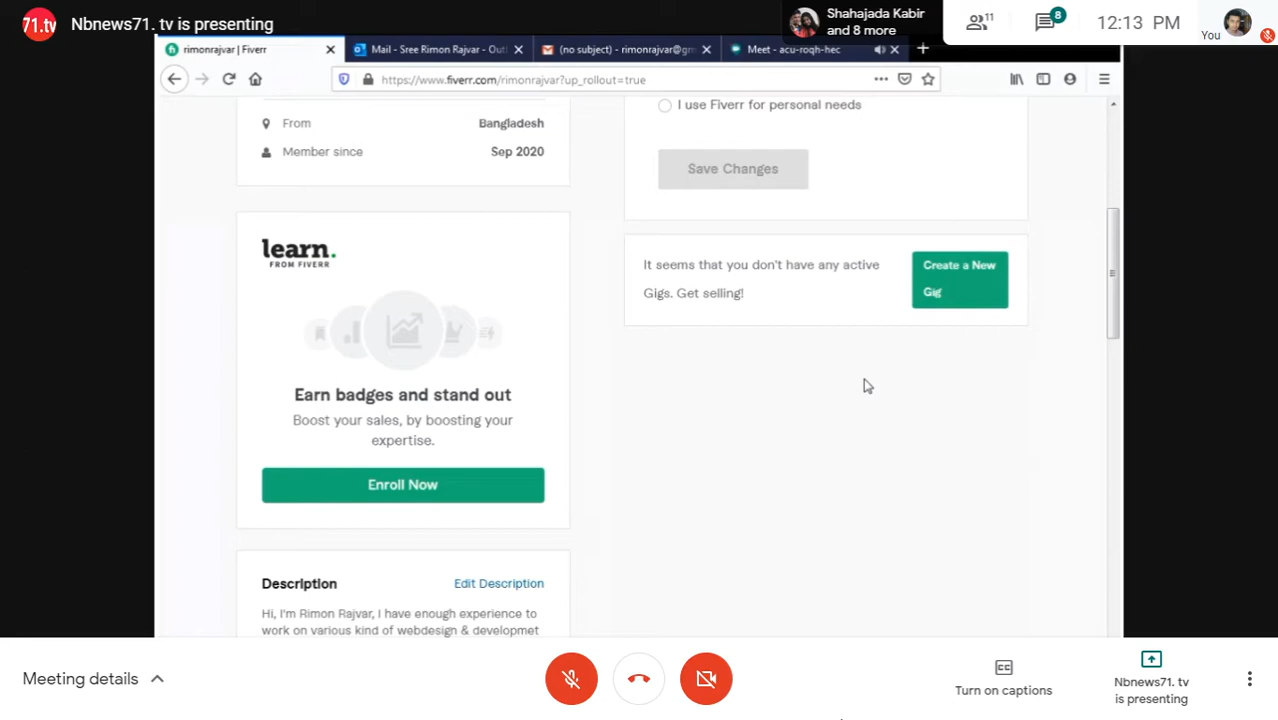 71.tv
Nbnews71. tv is presenting
Shahajada Kabir
and 8 more
11
8
12:13 PM
You
rimonrajvar | Fiverr
Mail - Sree Rimon Rajvar - Out
(no subject) - rimonrajvar@gm
Meet - acu-roqh-hec
https://www.fiverr.com/rimonrajvar?up_rollout=true
From
Bangladesh
Member since
Sep 2020
I use Fiverr for personal needs
Save Changes
It seems that you don't have any active
Gigs. Get selling!
Create a New
Gig
learn.
FROM FIVERR
Earn badges and stand out
Boost your sales, by boosting your
expertise.
Enroll Now
Description
Edit Description
Hi, I'm Rimon Rajvar, I have enough experience to
work on various kind of webdesign & developmet
Meeting details
CC
Turn on captions
Nbnews71. tv
is presenting